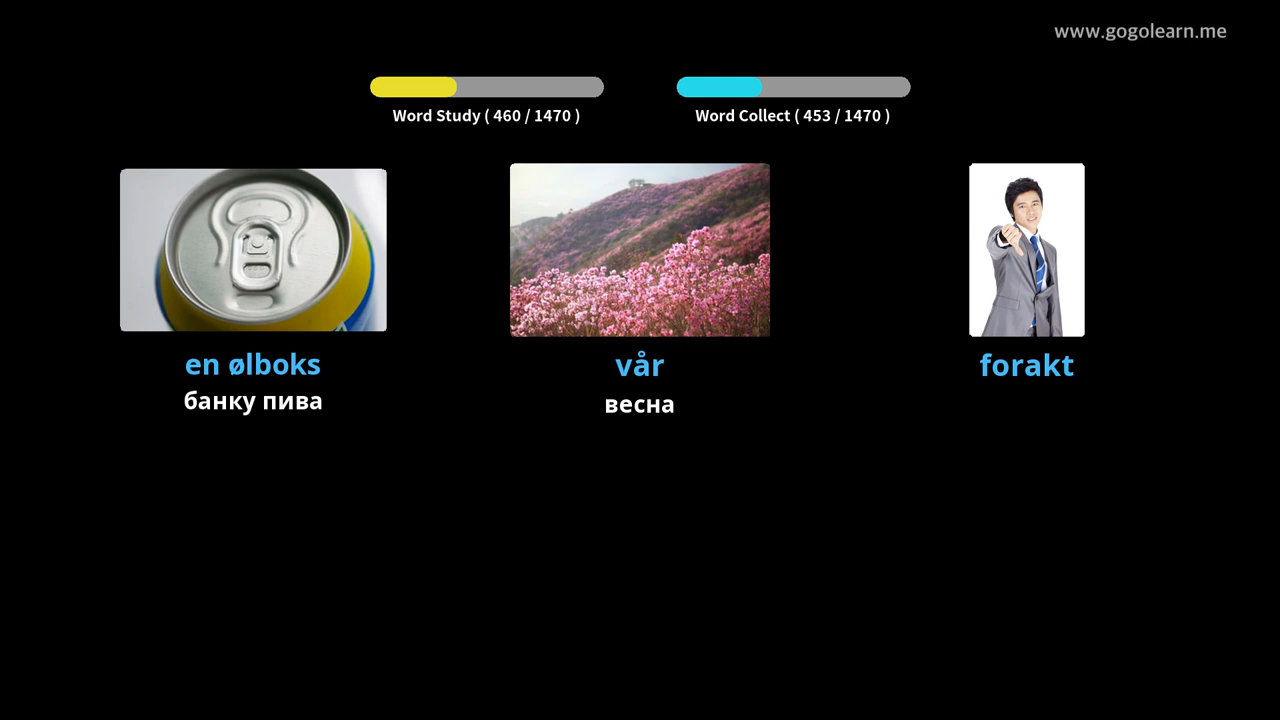 www.gogolearn.me
Word Study ( 460 / 1470 )
Word Collect ( 453 / 1470 )
en ølboks
банку пива
vår
весна
forakt